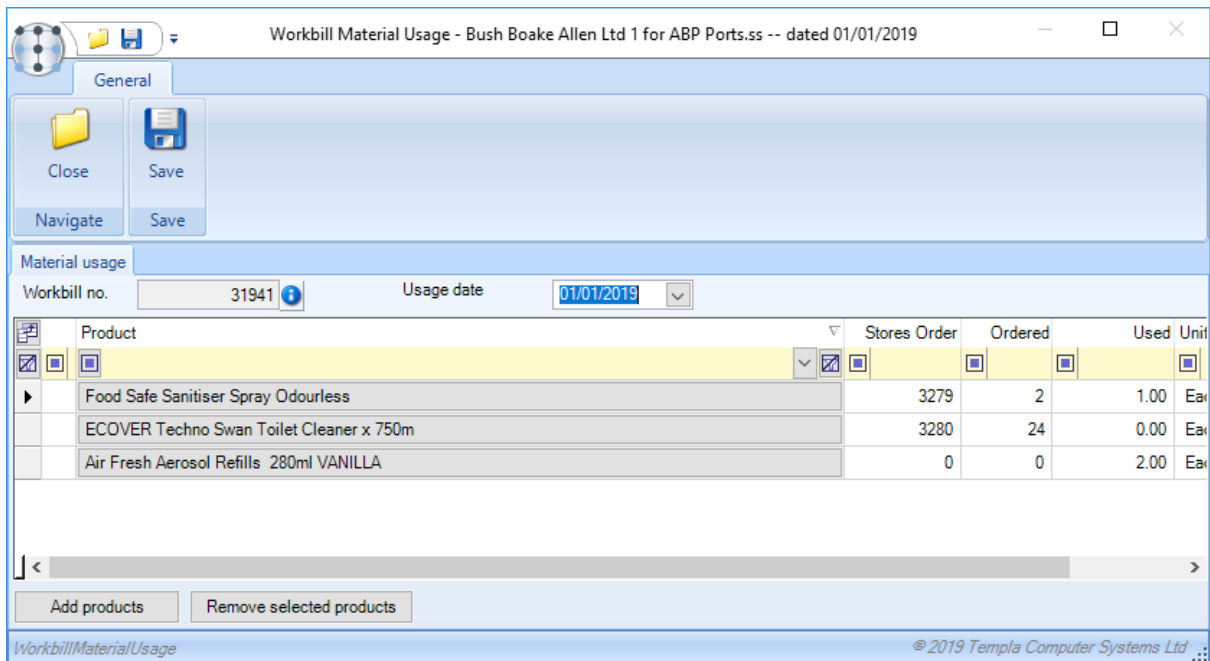 Workbill Material Usage - Bush Boake Allen Ltd 1 for ABP Ports.ss -- dated 01/01/2019
General
Close Save
Navigate Save
Material usage
Workbill no. 31941 Usage date 01/01/2019
Product Stores Order Ordered Used Unit
Food Safe Sanitiser Spray Odourless 3279 2 1.00
ECOVER Techno Swan Toilet Cleaner x 750m 3280 24 0.00
Air Fresh Aerosol Refills 280ml VANILLA 0 0 2.00
Add products Remove selected products
WorkbillMaterialUsage © 2019 Templa Computer Systems Ltd